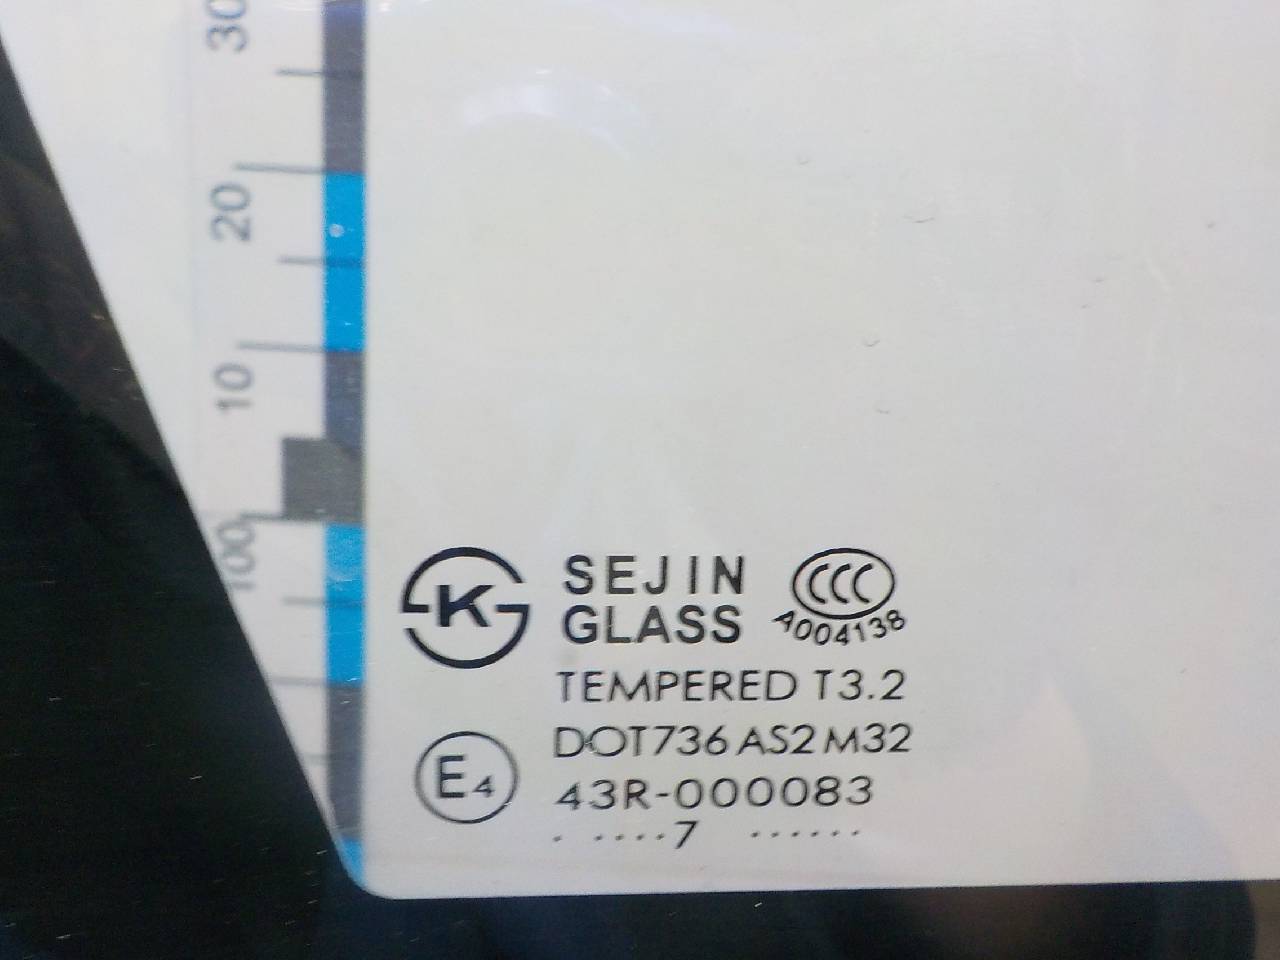 30
20
10
100
K
SEJIN
GLASS
CCC
A004138
TEMPERED T3.2
DOT736 AS2 M32
E4
43R-000083
. ....7 ......